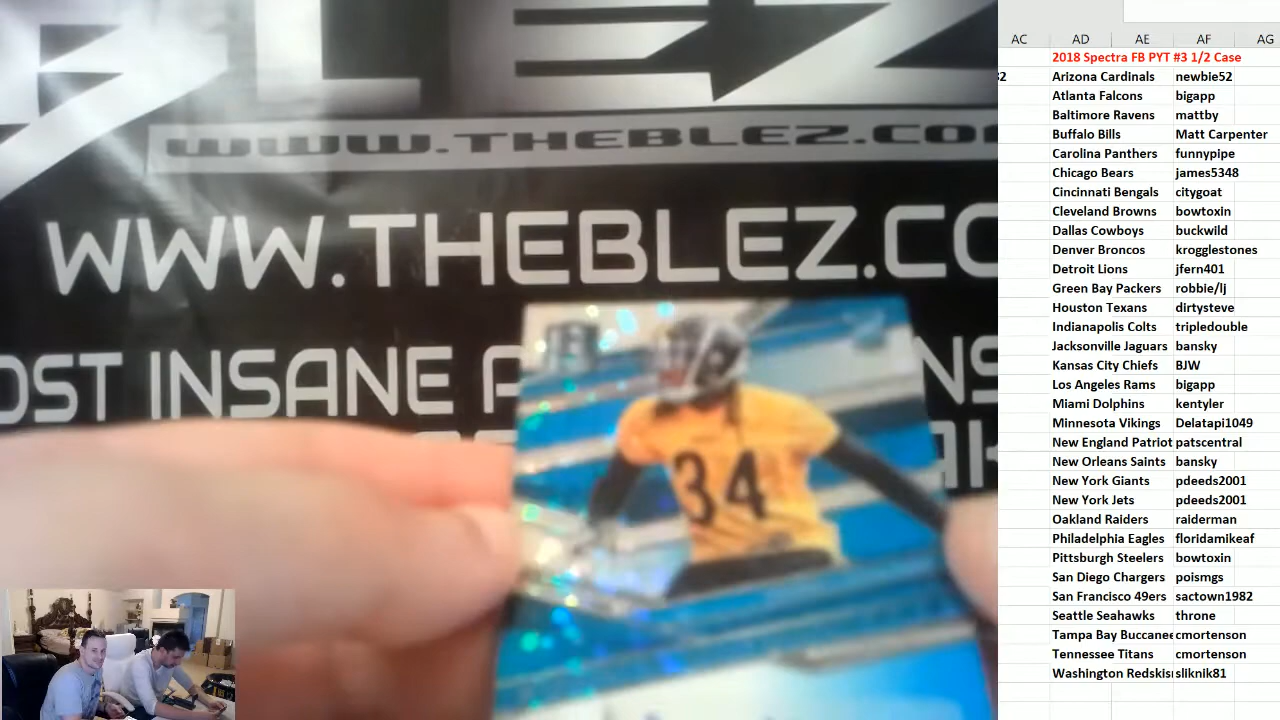 BLEZ
WWW.THEBLEZ.CO
WWW.THEBLEZ.CO
OST INSANE
34
AC AD AE AF AG
2018 Spectra FB PYT #3 1/2 Case
32 Arizona Cardinals newbie52
Atlanta Falcons bigapp
Baltimore Ravens mattby
Buffalo Bills Matt Carpenter
Carolina Panthers funnypipe
Chicago Bears james5348
Cincinnati Bengals citygoat
Cleveland Browns bowtoxin
Dallas Cowboys buckwild
Denver Broncos krogglestones
Detroit Lions jfern401
Green Bay Packers robbie/lj
Houston Texans dirtysteve
Indianapolis Colts tripledouble
Jacksonville Jaguars bansky
Kansas City Chiefs BJW
Los Angeles Rams bigapp
Miami Dolphins kentyler
Minnesota Vikings Delatapi1049
New England Patriot patscentral
New Orleans Saints bansky
New York Giants pdeeds2001
New York Jets pdeeds2001
Oakland Raiders raiderman
Philadelphia Eagles floridamikeaf
Pittsburgh Steelers bowtoxin
San Diego Chargers poismgs
San Francisco 49ers sactown1982
Seattle Seahawks throne
Tampa Bay Buccanee cmortenson
Tennessee Titans cmortenson
Washington Redskis sliknik81